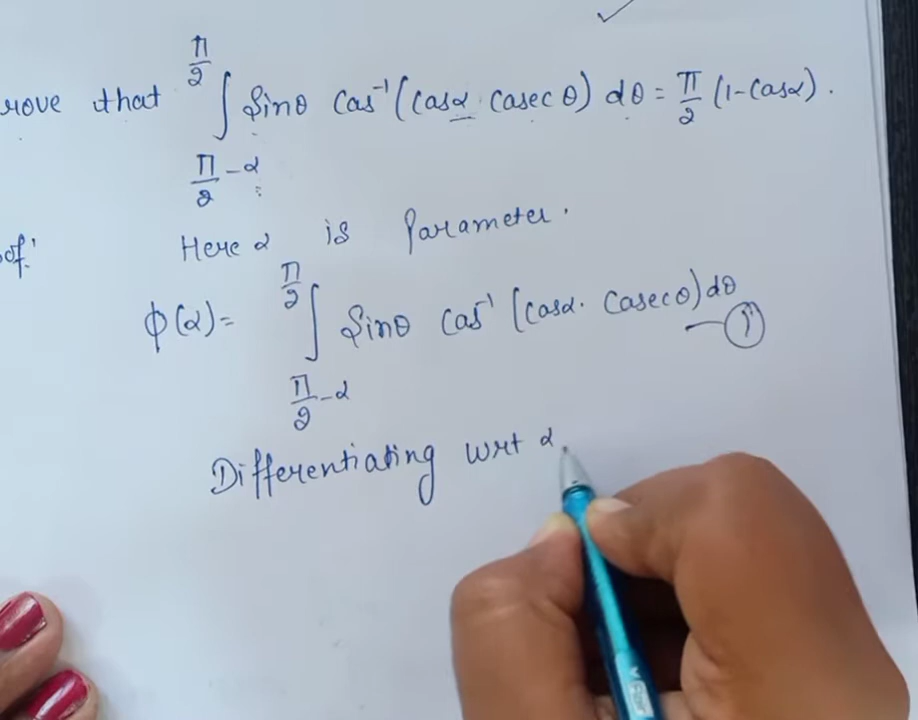 rove that ∫_{π/2 - α}^{π/2} Sinθ Cos⁻¹(Cosα. Cosec θ) dθ = π/2 (1-Cosα).
of: Here α is Parameter.
ϕ(α)= ∫_{π/2 - α}^{π/2} Sinθ Cos⁻¹ (Cosα. Cosecθ) dθ —①
Differentiating wrt α.